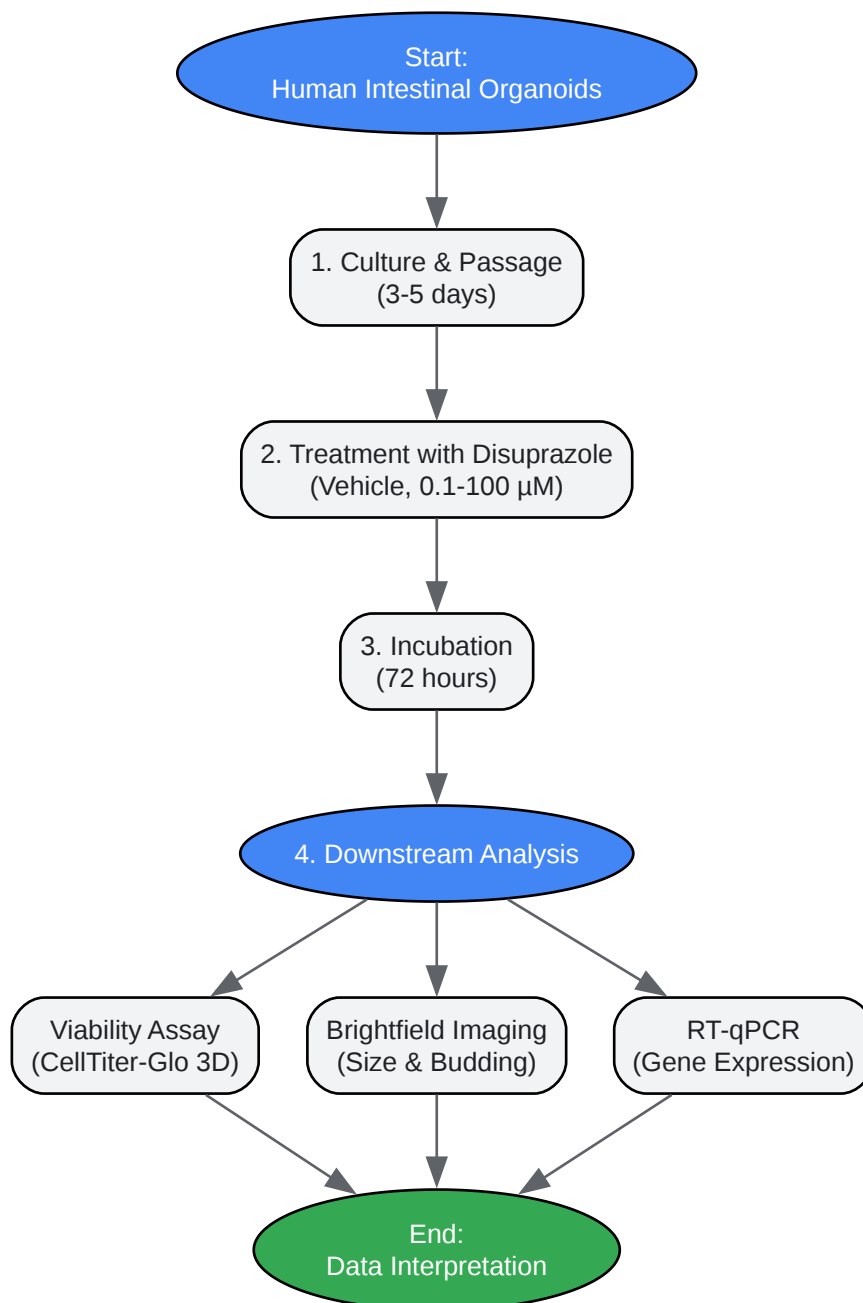 Start:
Human Intestinal Organoids
1. Culture & Passage
(3-5 days)
2. Treatment with Disuprazole
(Vehicle, 0.1-100 µM)
3. Incubation
(72 hours)
4. Downstream Analysis
Viability Assay
(CellTiter-Glo 3D)
Brightfield Imaging
(Size & Budding)
RT-qPCR
(Gene Expression)
End:
Data Interpretation